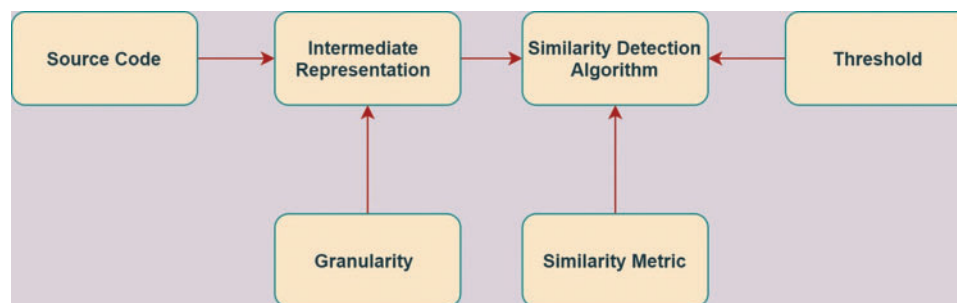 Source Code
Intermediate
Representation
Similarity Detection
Algorithm
Threshold
Granularity
Similarity Metric